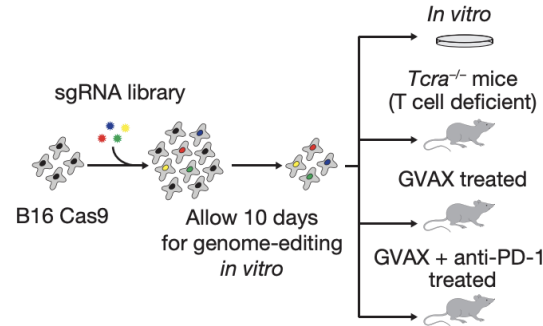 In vitro
sgRNA library
Tcra–/– mice
(T cell deficient)
GVAX treated
B16 Cas9
Allow 10 days
for genome-editing
in vitro
GVAX + anti-PD-1
treated